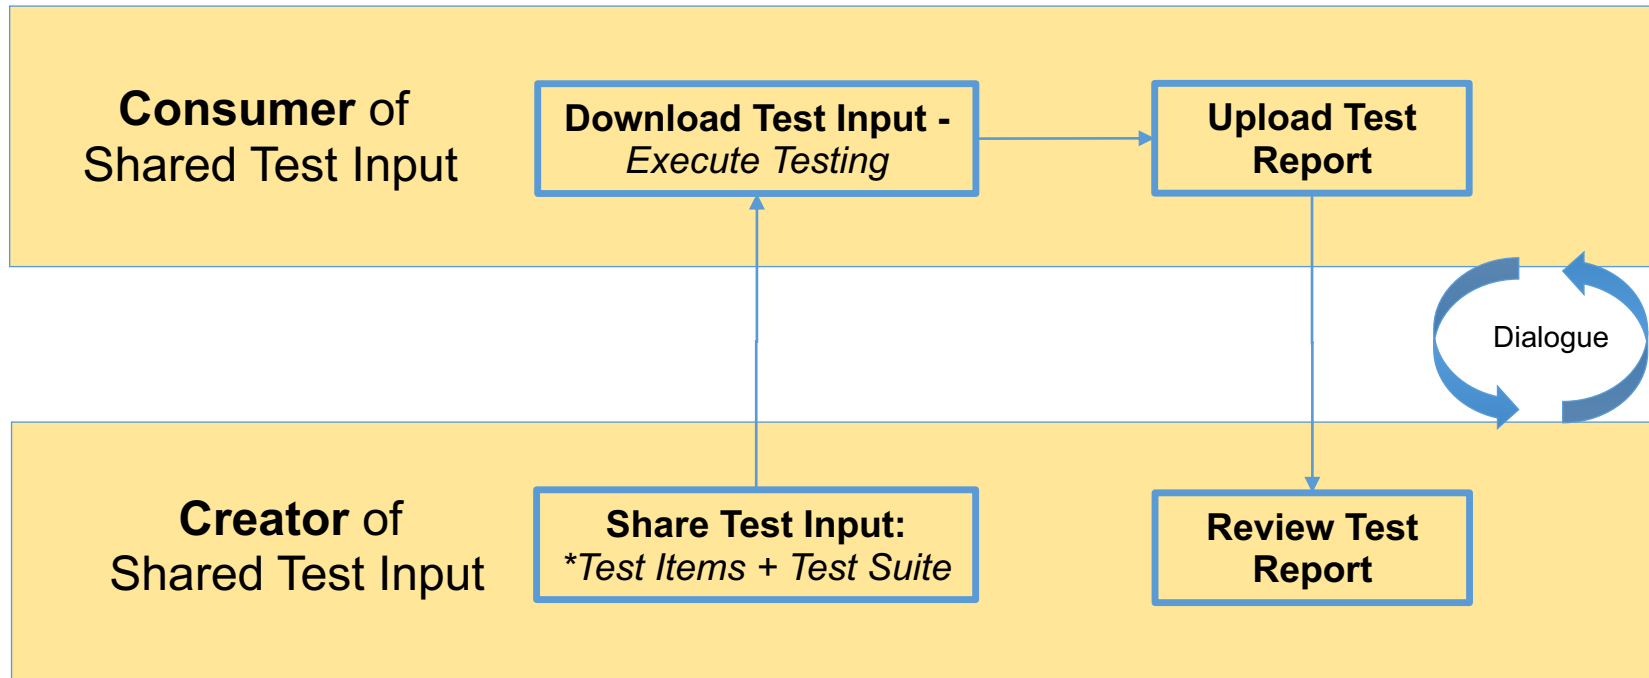 Consumer of
Shared Test Input
Download Test Input -
Execute Testing
Upload Test
Report
Dialogue
Creator of
Shared Test Input
Share Test Input:
*Test Items + Test Suite
Review Test
Report